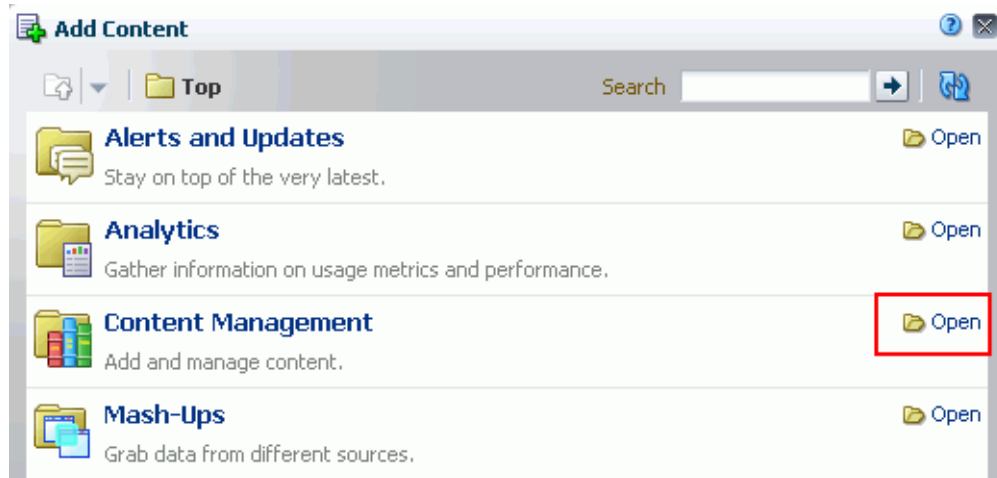 Add Content
Top Search
Alerts and Updates Open
Stay on top of the very latest.
Analytics Open
Gather information on usage metrics and performance.
Content Management Open
Add and manage content.
Mash-Ups Open
Grab data from different sources.